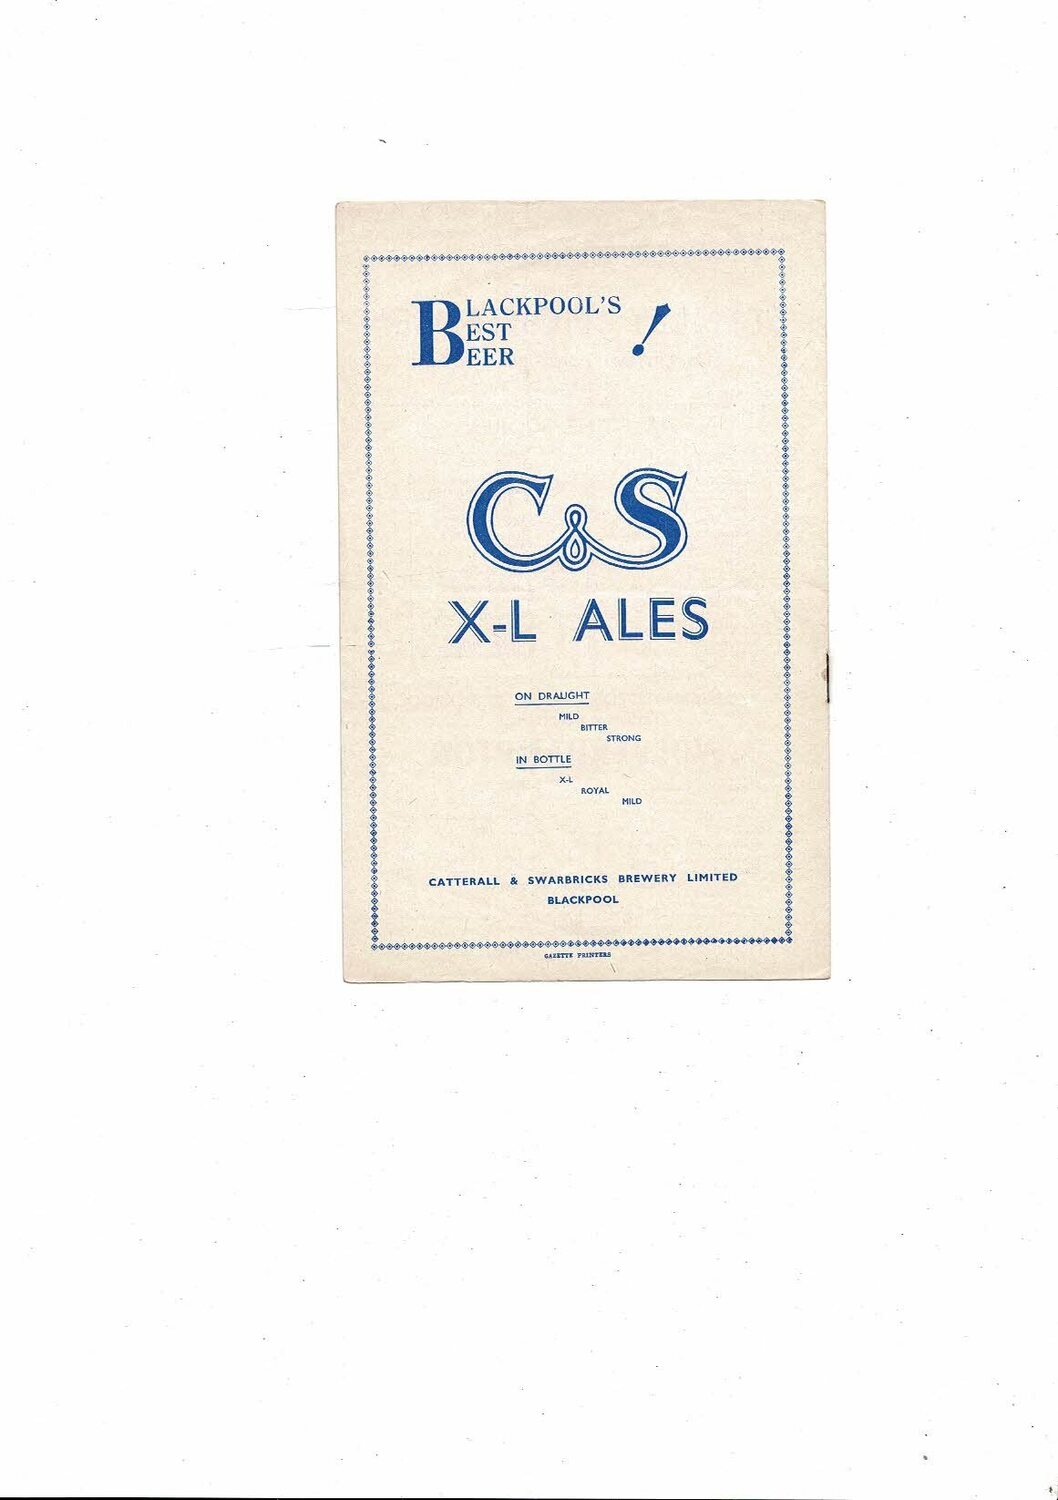 BLACKPOOL'S
BEST
BEER !
C&S
X-L ALES
ON DRAUGHT
MILD
BITTER
STRONG
IN BOTTLE
X-L
ROYAL
MILD
CATTERALL & SWARBRICKS BREWERY LIMITED
BLACKPOOL
GAZETTE PRINTERS